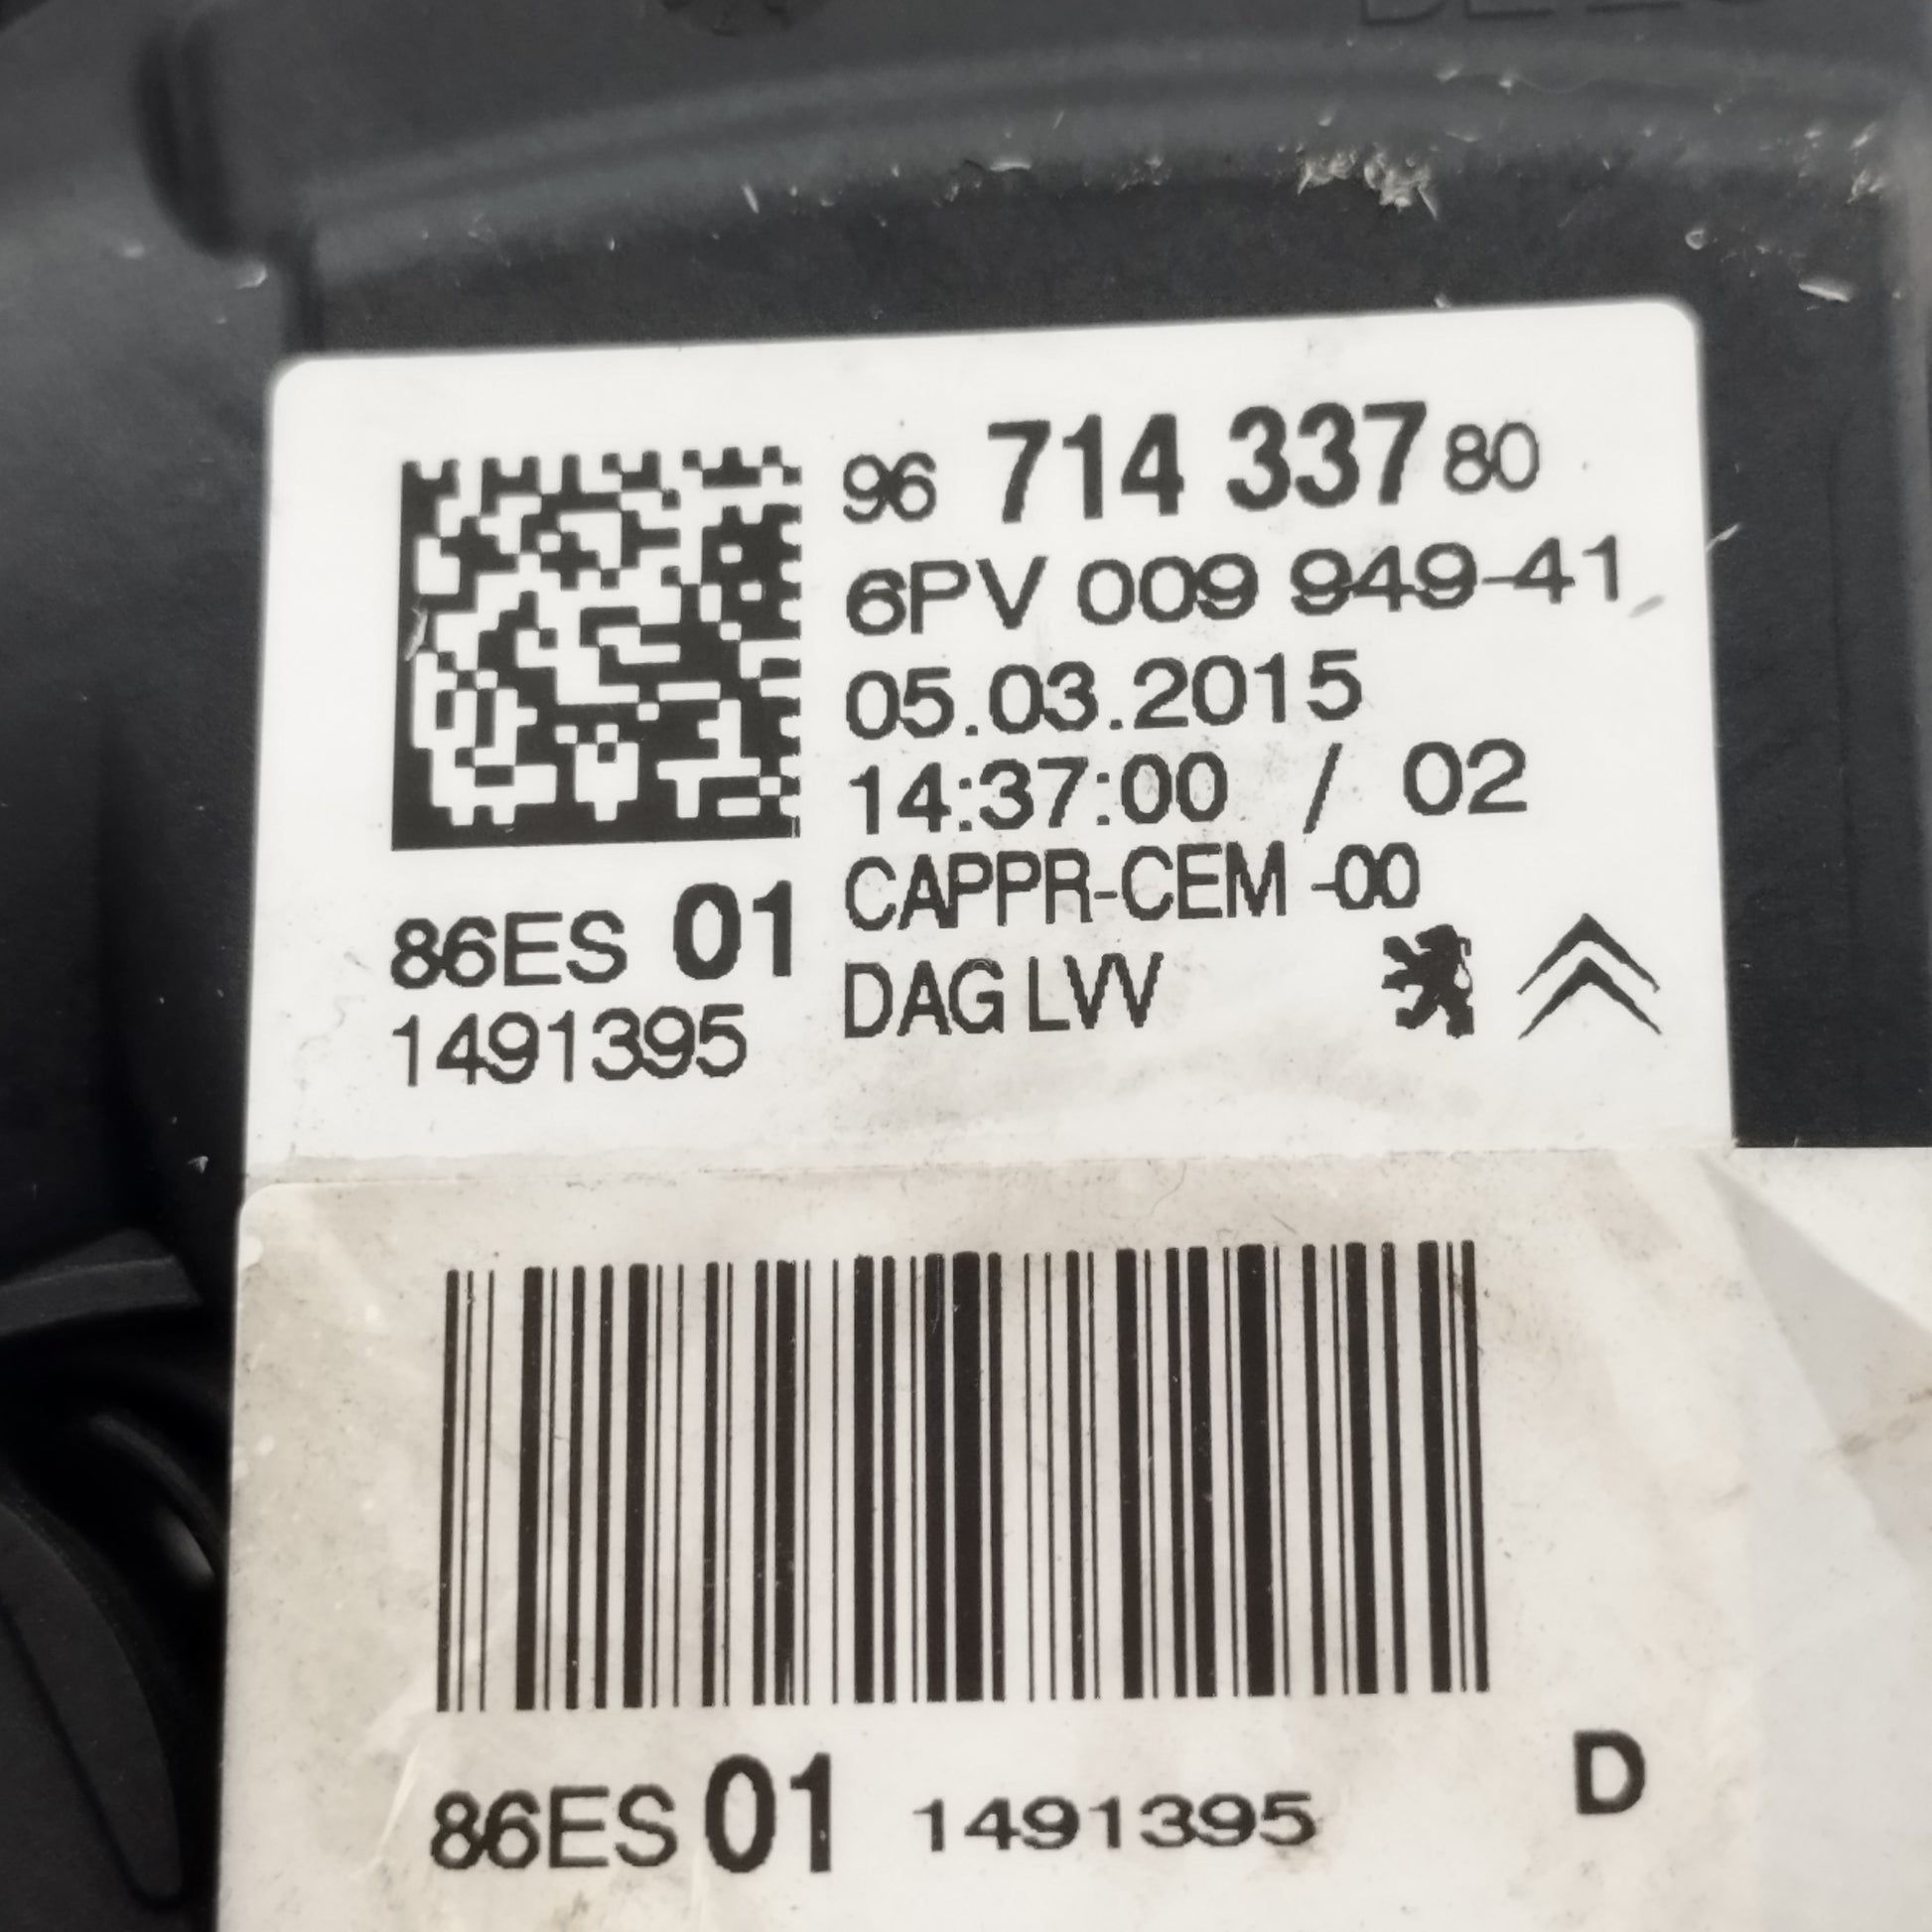 96 714 337 80
6PV 009 949-41
05.03.2015
14:37:00 / 02
CAPPR-CEM -00
DAG LVV
86ES 01
1491395
86ES 01 1491395
D